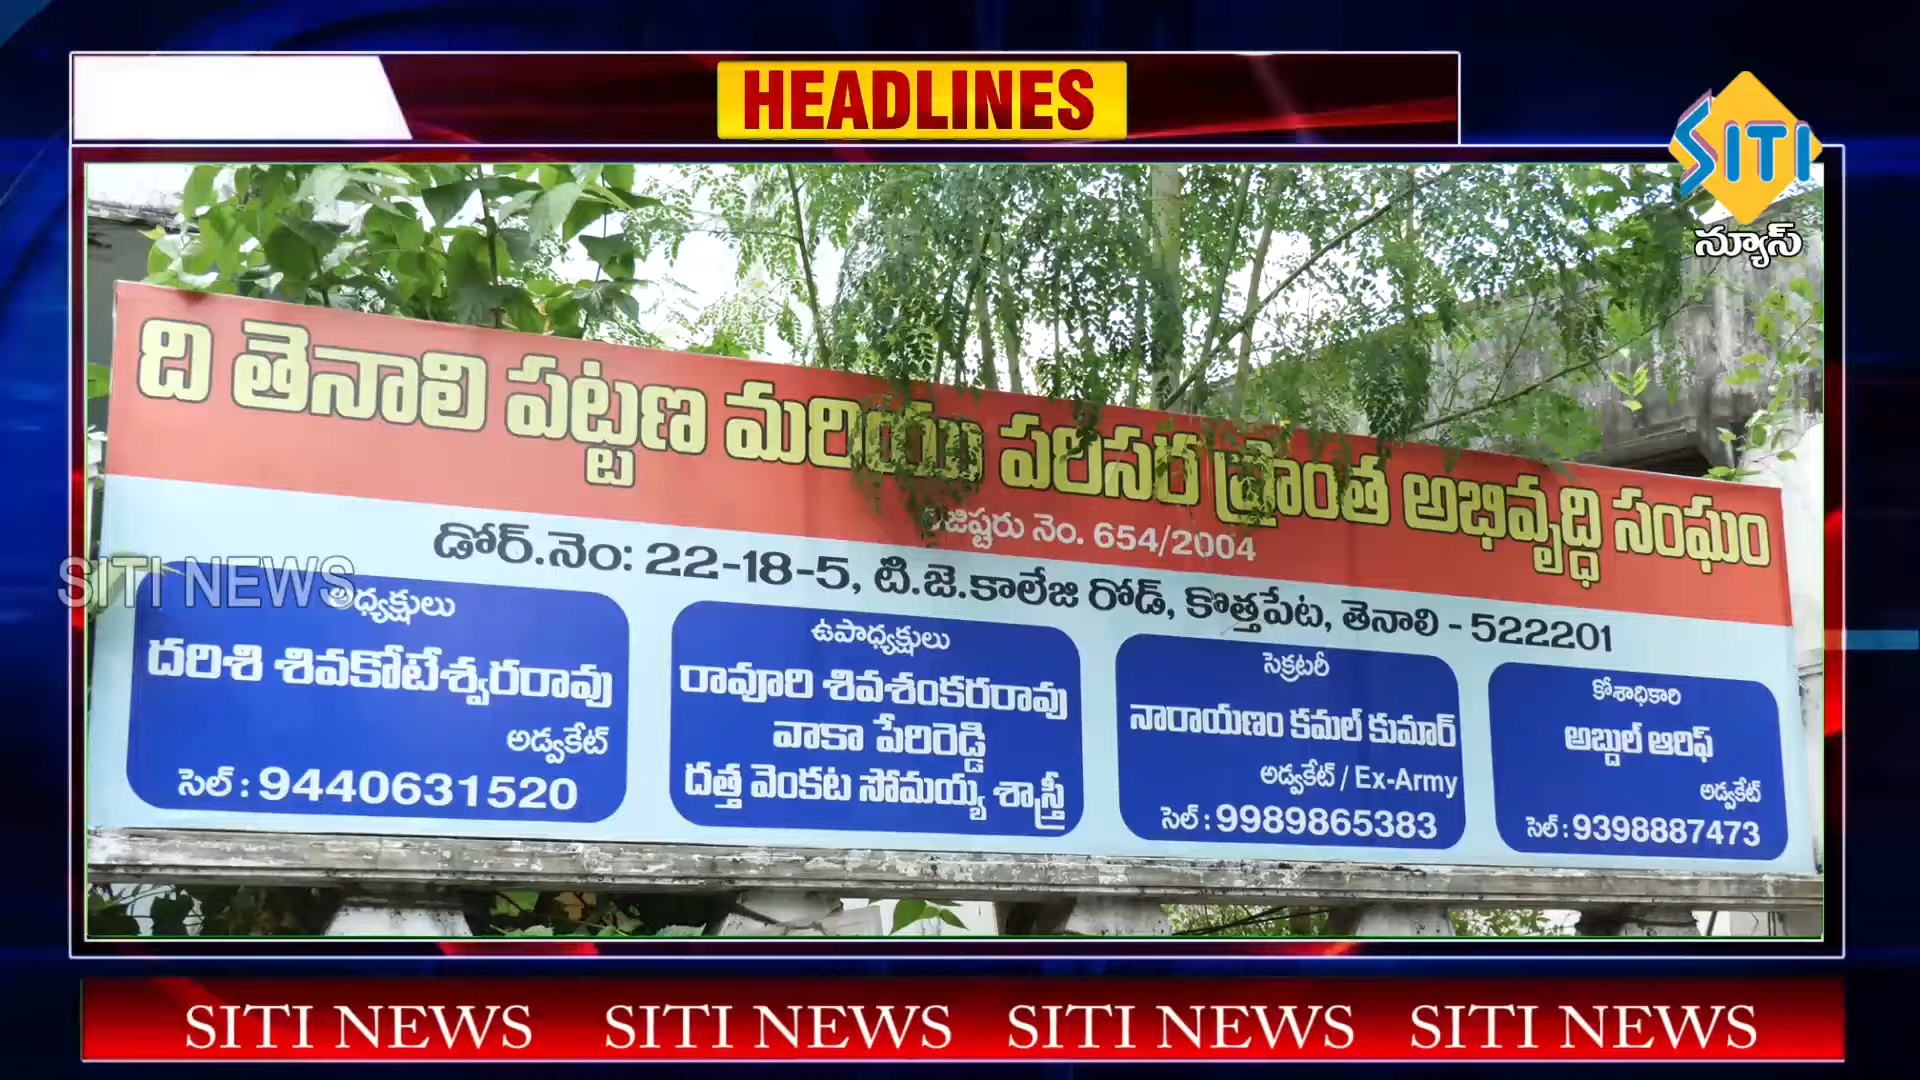 HEADLINES
SITI
న్యూస్
ది తెనాలి పట్టణ మరియు పరిసర ప్రాంత అభివృద్ధి సంఘం
రిజిష్టరు నెం. 654/2004
డోర్.నెం: 22-18-5, టి.జె.కాలేజి రోడ్, కొత్తపేట, తెనాలి - 522201
SITI NEWS
అధ్యక్షులు
దరిశి శివకోటేశ్వరరావు
అడ్వకేట్
సెల్ : 9440631520
ఉపాధ్యక్షులు
రావూరి శివశంకరరావు
వాకా పేరిరెడ్డి
దత్త వెంకట సోమయ్య శాస్త్రి
సెక్రటరీ
నారాయణం కమల్ కుమార్
అడ్వకేట్ / Ex-Army
సెల్ : 9989865383
కోశాధికారి
అబ్దుల్ ఆరిఫ్
అడ్వకేట్
సెల్ : 9398887473
SITI NEWS SITI NEWS SITI NEWS SITI NEWS